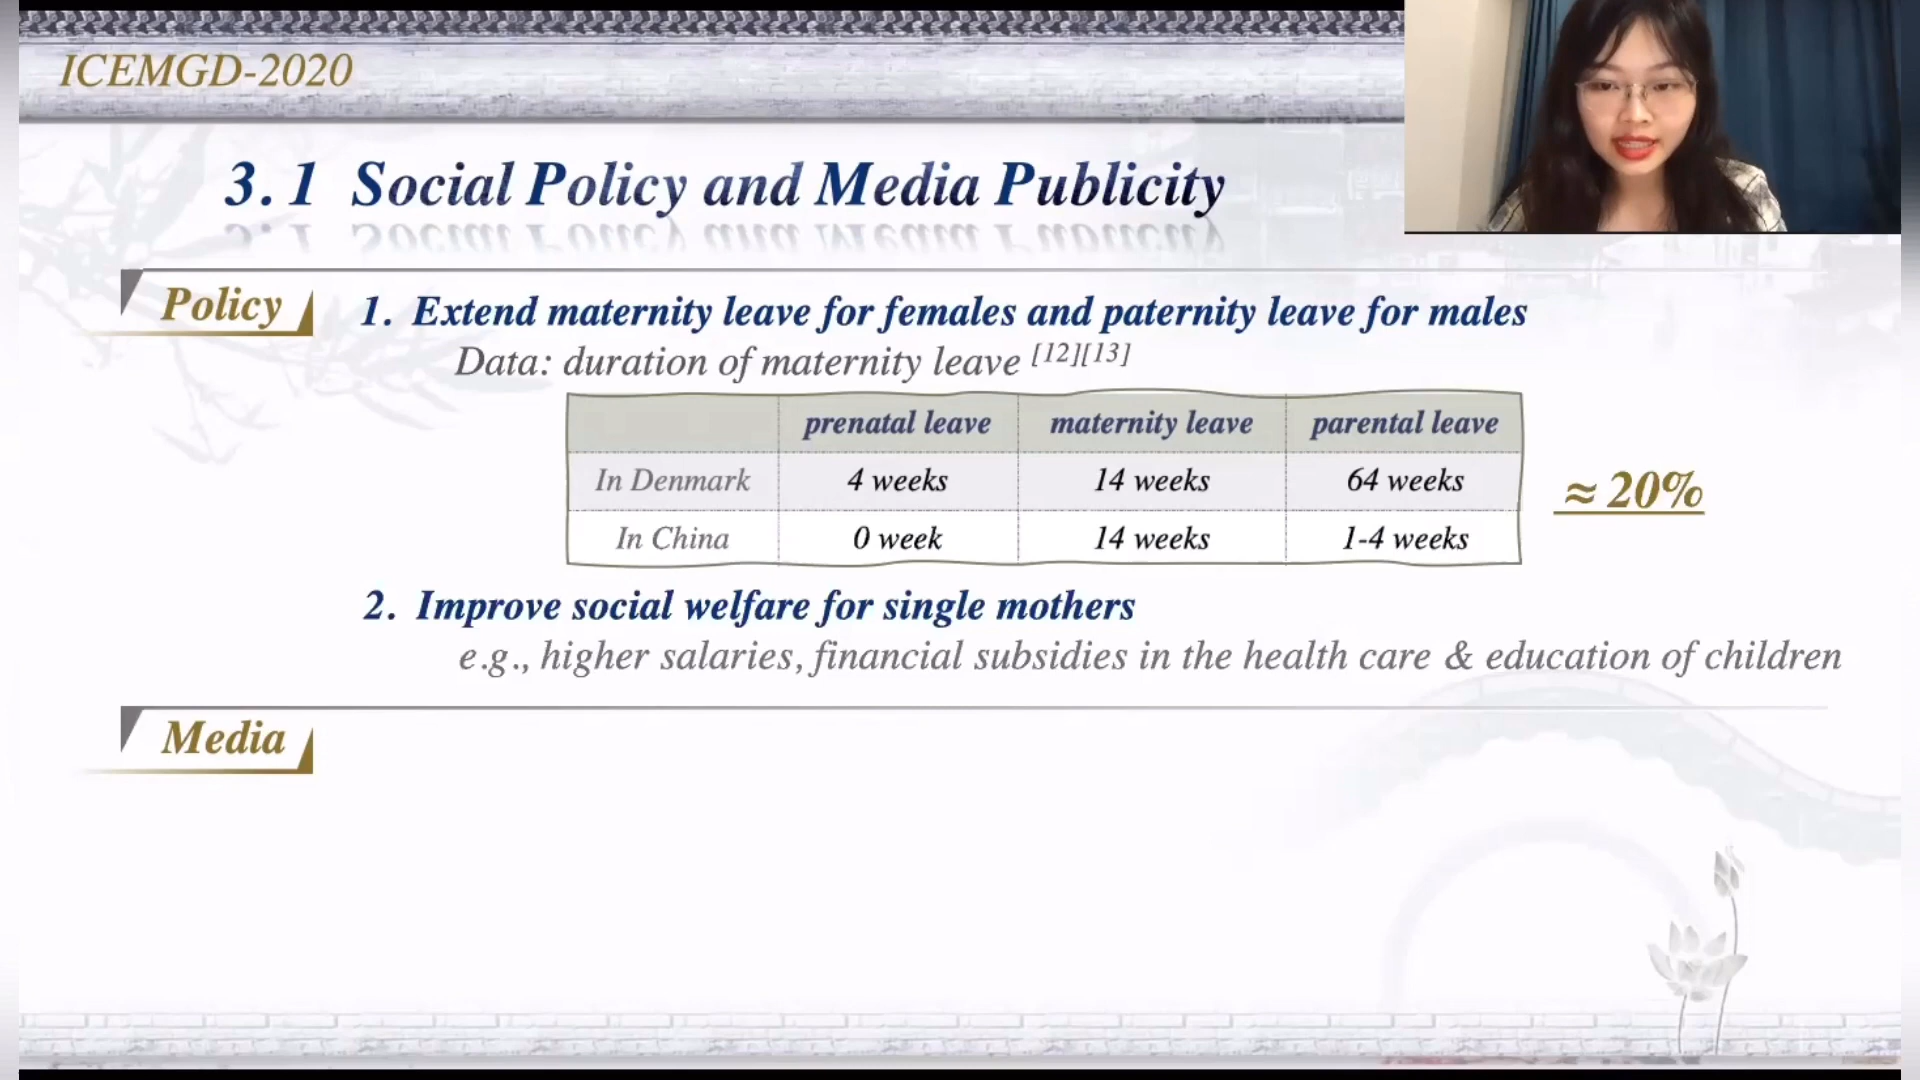 ICEMGD-2020
3.1 Social Policy and Media Publicity
Policy
1. Extend maternity leave for females and paternity leave for males
Data: duration of maternity leave [12][13]
prenatal leave maternity leave parental leave
In Denmark 4 weeks 14 weeks 64 weeks
≈ 20%
In China 0 week 14 weeks 1-4 weeks
2. Improve social welfare for single mothers
e.g., higher salaries, financial subsidies in the health care & education of children
Media